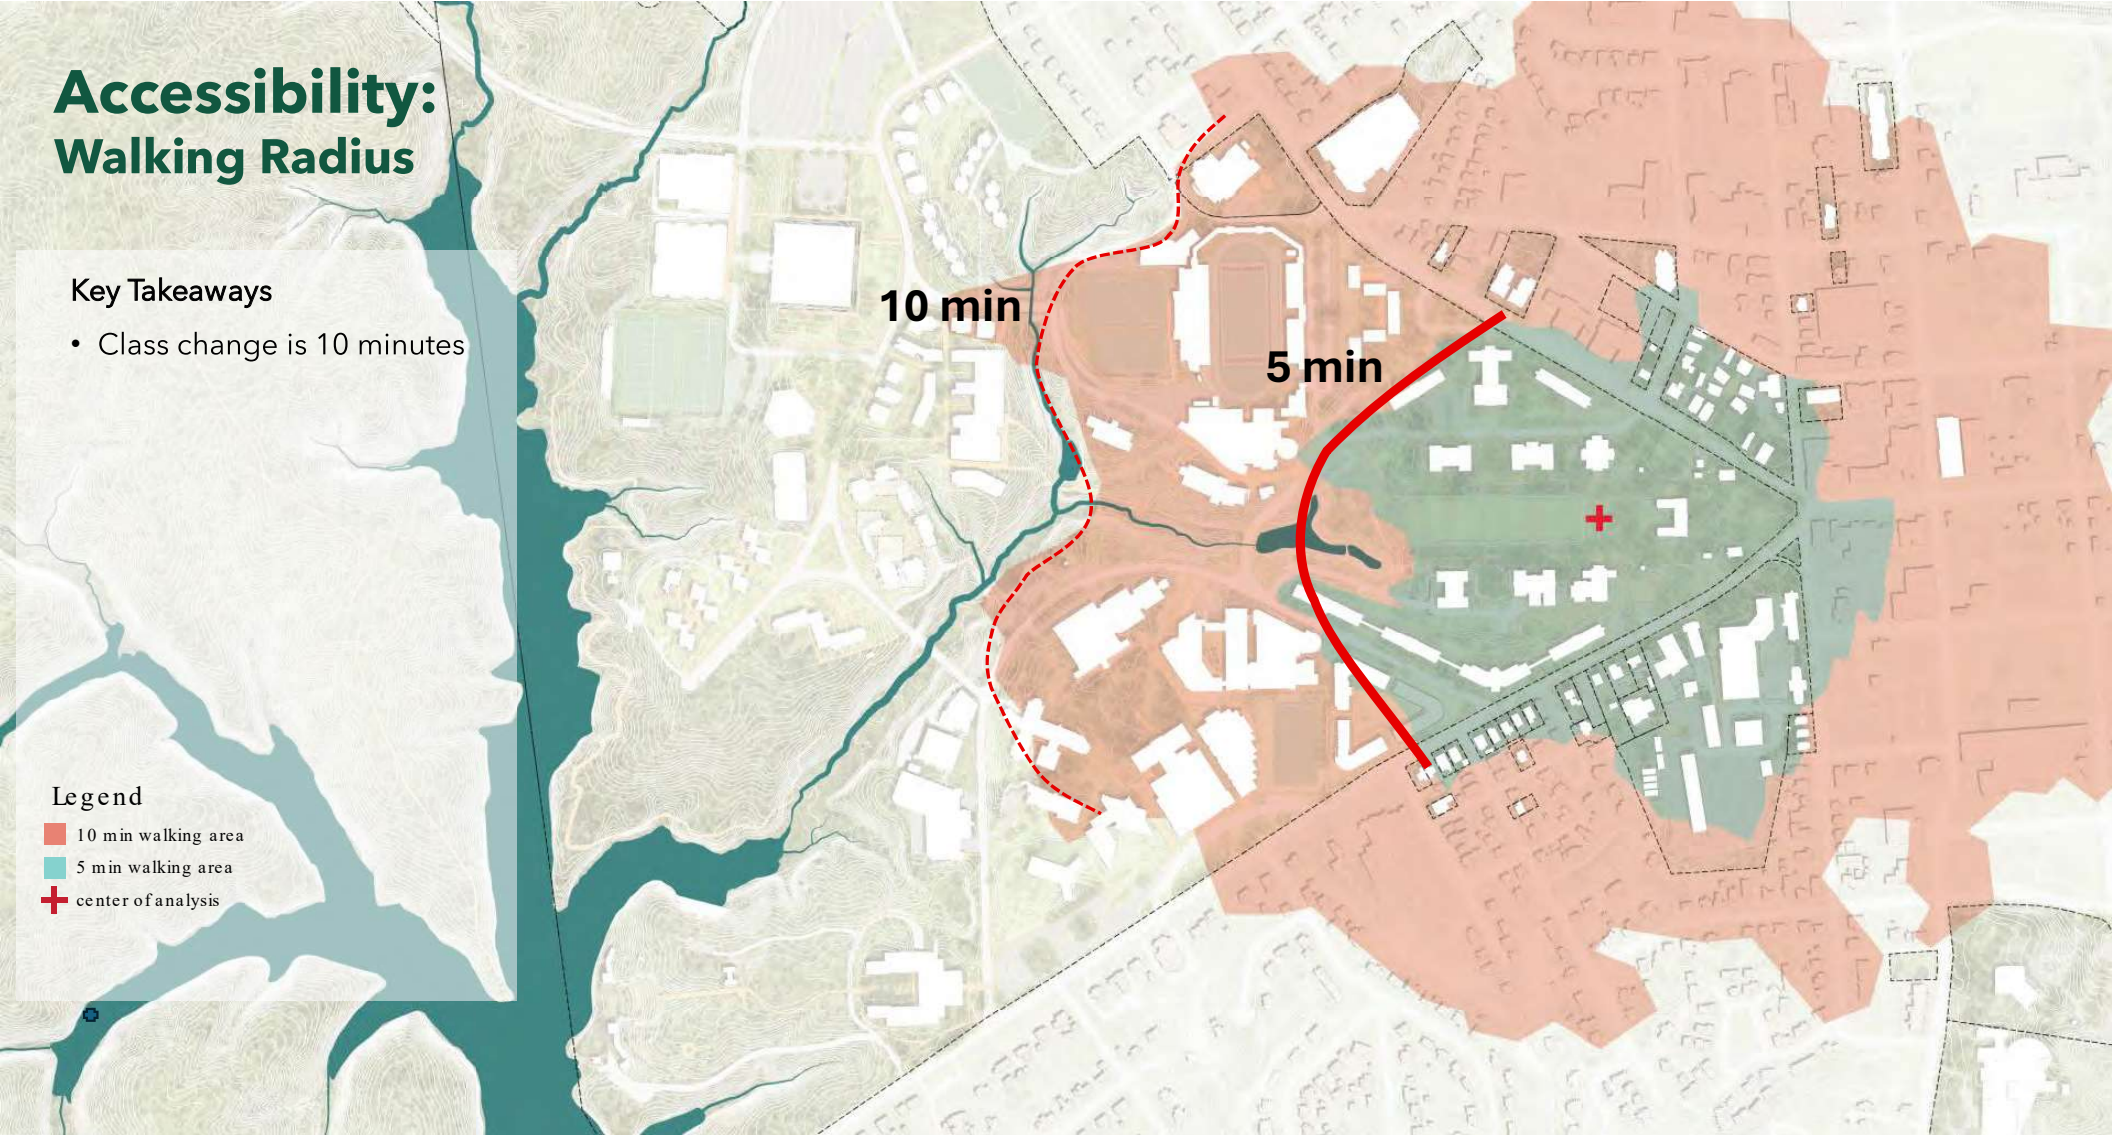 Accessibility:
Walking Radius
Key Takeaways
• Class change is 10 minutes
10 min
5 min
Legend
10 min walking area
5 min walking area
center of analysis